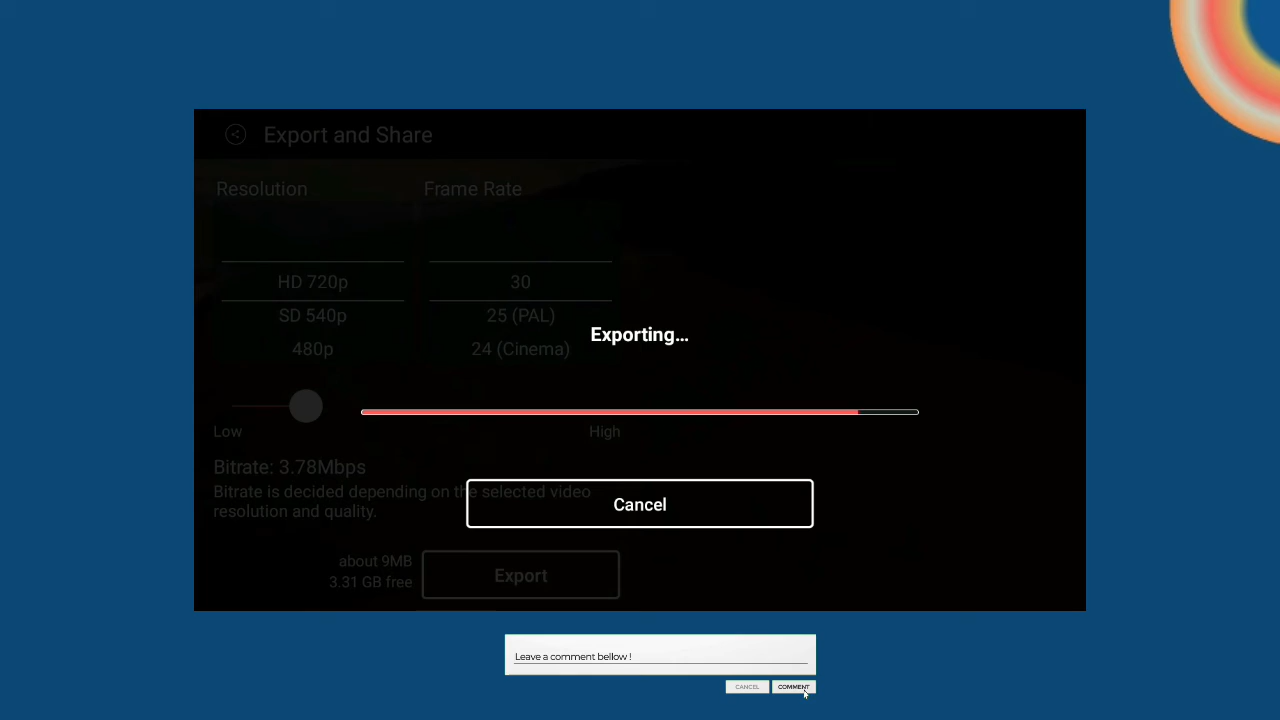 Export and Share
Resolution
Frame Rate
HD 720p
30
SD 540p
25 (PAL)
480p
24 (Cinema)
Exporting...
Low
High
Bitrate: 3.78Mbps
Bitrate is decided depending on the selected video
resolution and quality.
Cancel
about 9MB
3.31 GB free
Export
Leave a comment bellow !
CANCEL
COMMENT